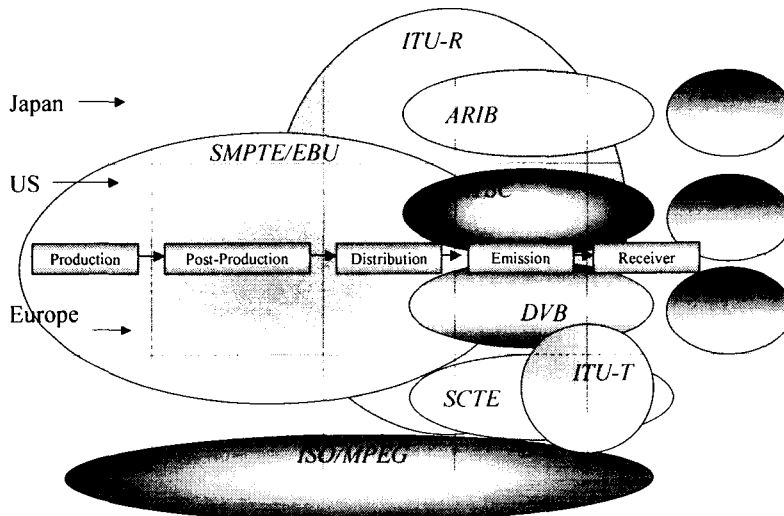 ITU-R
Japan
ARIB
SMPTE/EBU
US
Production
Post-Production
Distribution
Emission
Receiver
Europe
DVB
ITU-T
SCTE
ISO/MPEG